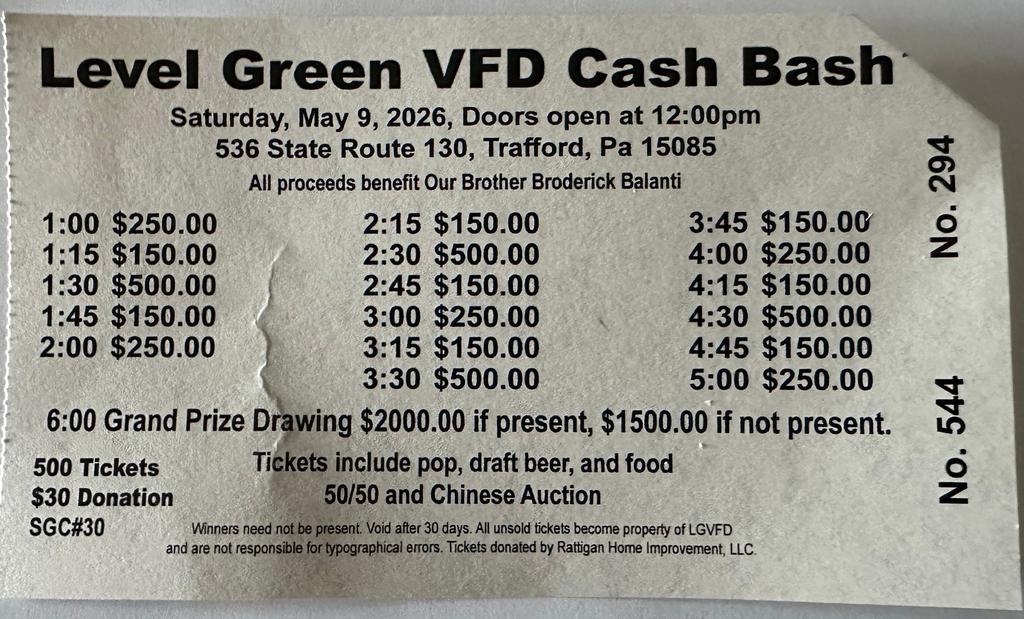 Level Green VFD Cash Bash
Saturday, May 9, 2026, Doors open at 12:00pm
536 State Route 130, Trafford, Pa 15085
All proceeds benefit Our Brother Broderick Balanti
1:00 $250.00
1:15 $150.00
1:30 $500.00
1:45 $150.00
2:00 $250.00
2:15 $150.00
2:30 $500.00
2:45 $150.00
3:00 $250.00
3:15 $150.00
3:30 $500.00
3:45 $150.00
4:00 $250.00
4:15 $150.00
4:30 $500.00
4:45 $150.00
5:00 $250.00
6:00 Grand Prize Drawing $2000.00 if present, $1500.00 if not present.
500 Tickets
$30 Donation
SGC#30
Tickets include pop, draft beer, and food
50/50 and Chinese Auction
Winners need not be present. Void after 30 days. All unsold tickets become property of LGVFD
and are not responsible for typographical errors. Tickets donated by Rattigan Home Improvement, LLC.
No. 294
No. 544